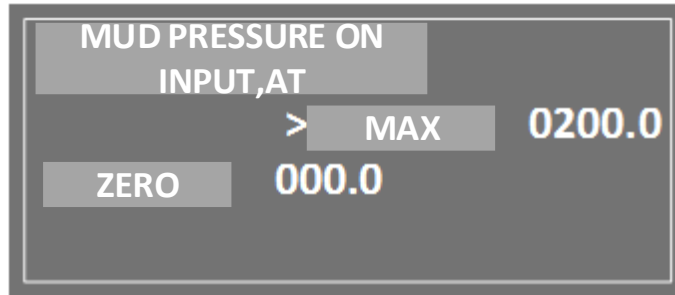 MUD PRESSURE ON
INPUT,AT
> MAX 0200.0
ZERO 000.0